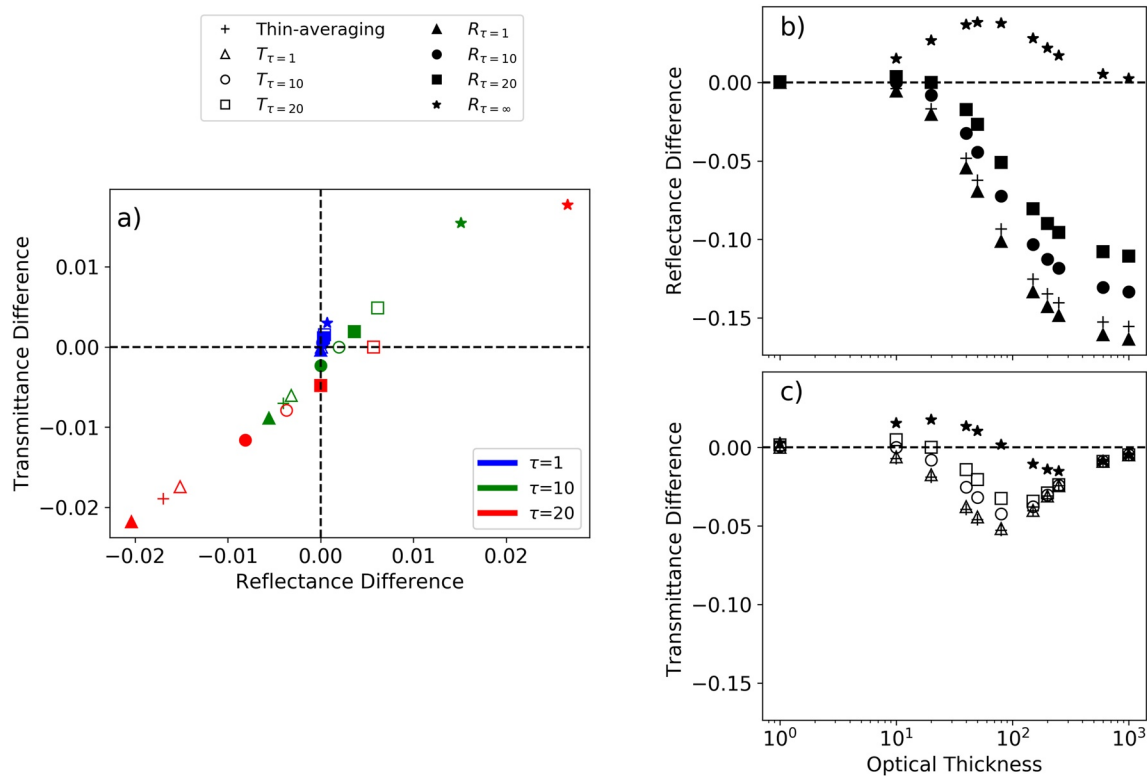 Thin-averaging
T_{τ=1}
T_{τ=10}
T_{τ=20}
R_{τ=1}
R_{τ=10}
R_{τ=20}
R_{τ=∞}
a)
Transmittance Difference
0.01
0.00
−0.01
−0.02
−0.02
−0.01
0.00
0.01
0.02
Reflectance Difference
τ=1
τ=10
τ=20
b)
Reflectance Difference
0.00
−0.05
−0.10
−0.15
c)
Transmittance Difference
0.00
−0.05
−0.10
−0.15
10^0
10^1
10^2
10^3
Optical Thickness